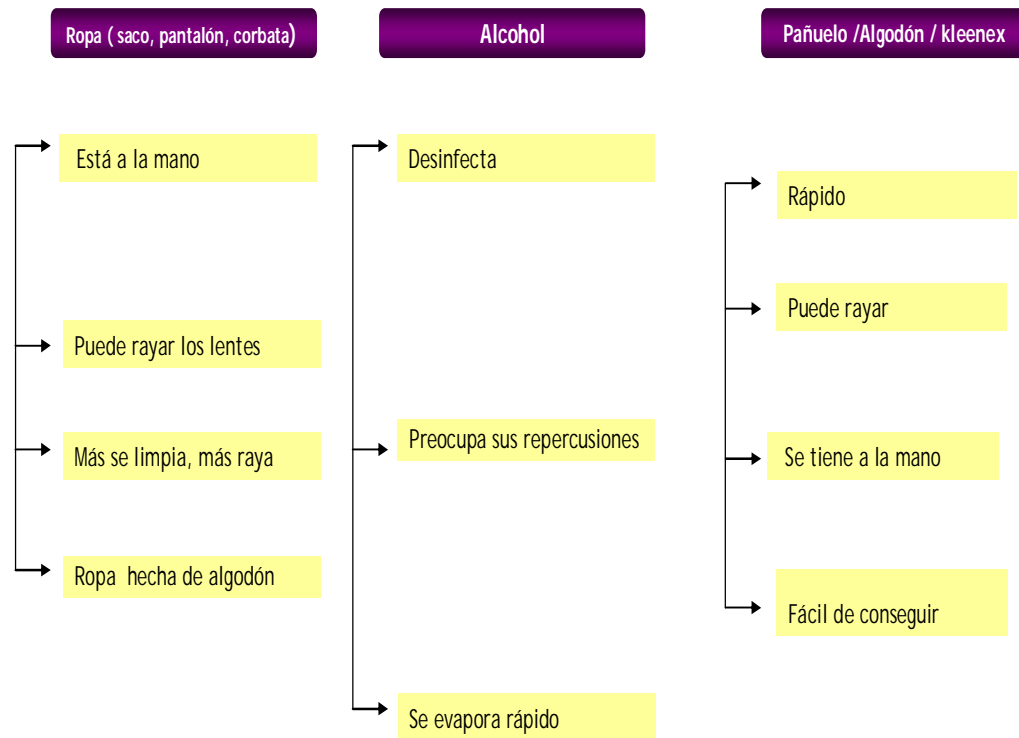 Ropa ( saco, pantalón, corbata)
Está a la mano
Puede rayar los lentes
Más se limpia, más raya
Ropa hecha de algodón
Alcohol
Desinfecta
Preocupa sus repercusiones
Se evapora rápido
Pañuelo /Algodón / kleenex
Rápido
Puede rayar
Se tiene a la mano
Fácil de conseguir